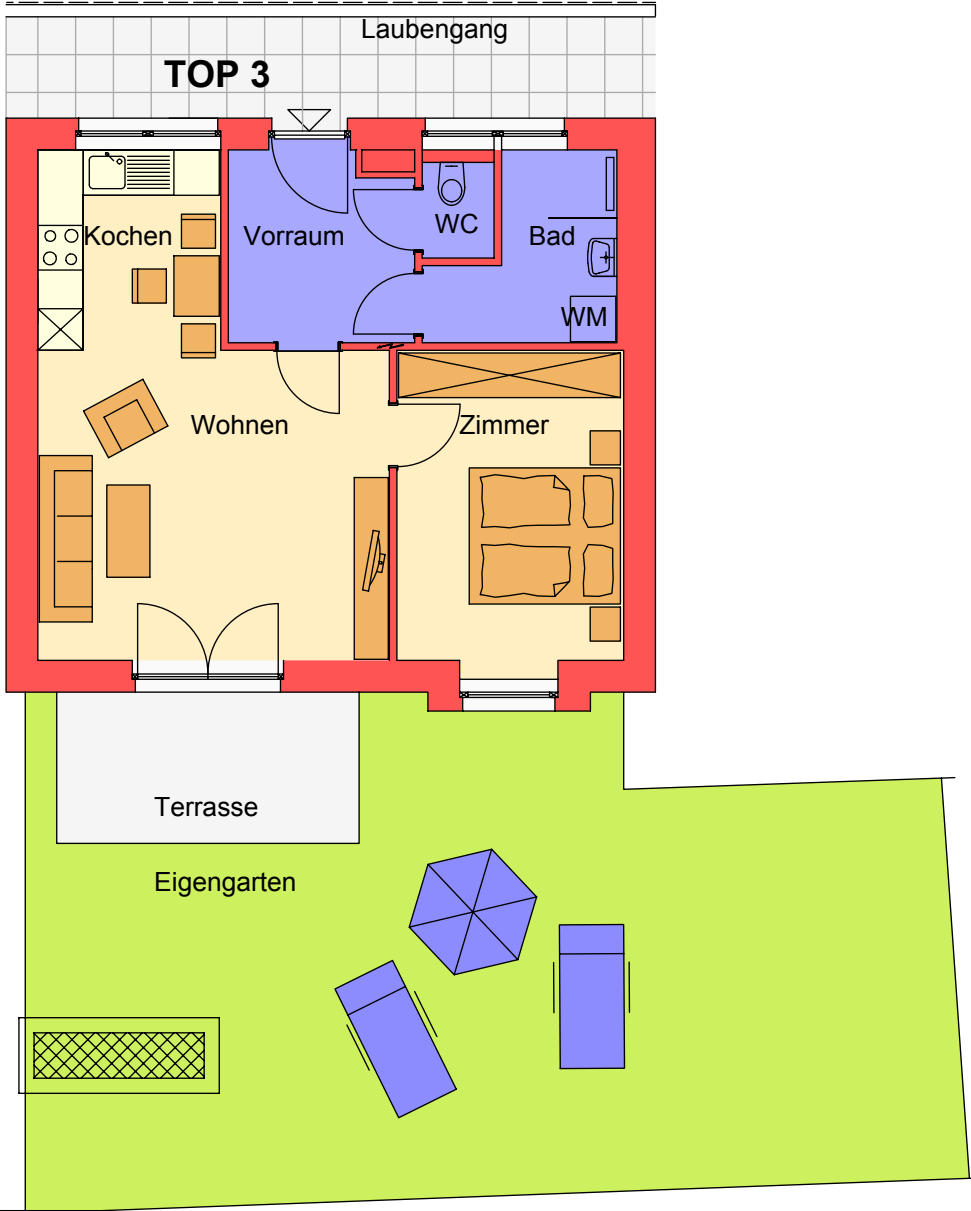 Laubengang
TOP 3
Kochen
Vorraum
WC
Bad
WM
Wohnen
Zimmer
Terrasse
Eigengarten